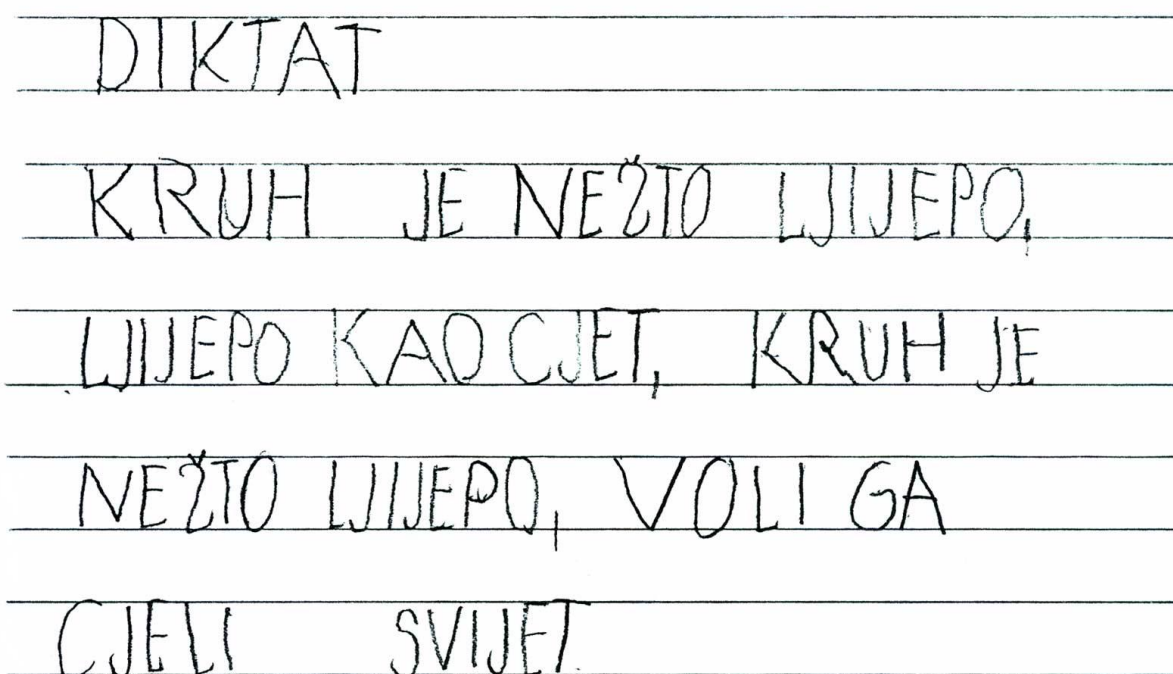 DIKTAT
KRUH JE NEŽTO LJIJEPO,
LJIJEPO KAO CJET, KRUH JE
NEŽTO LJIJEPO, VOLI GA
CJELI SVIJET.